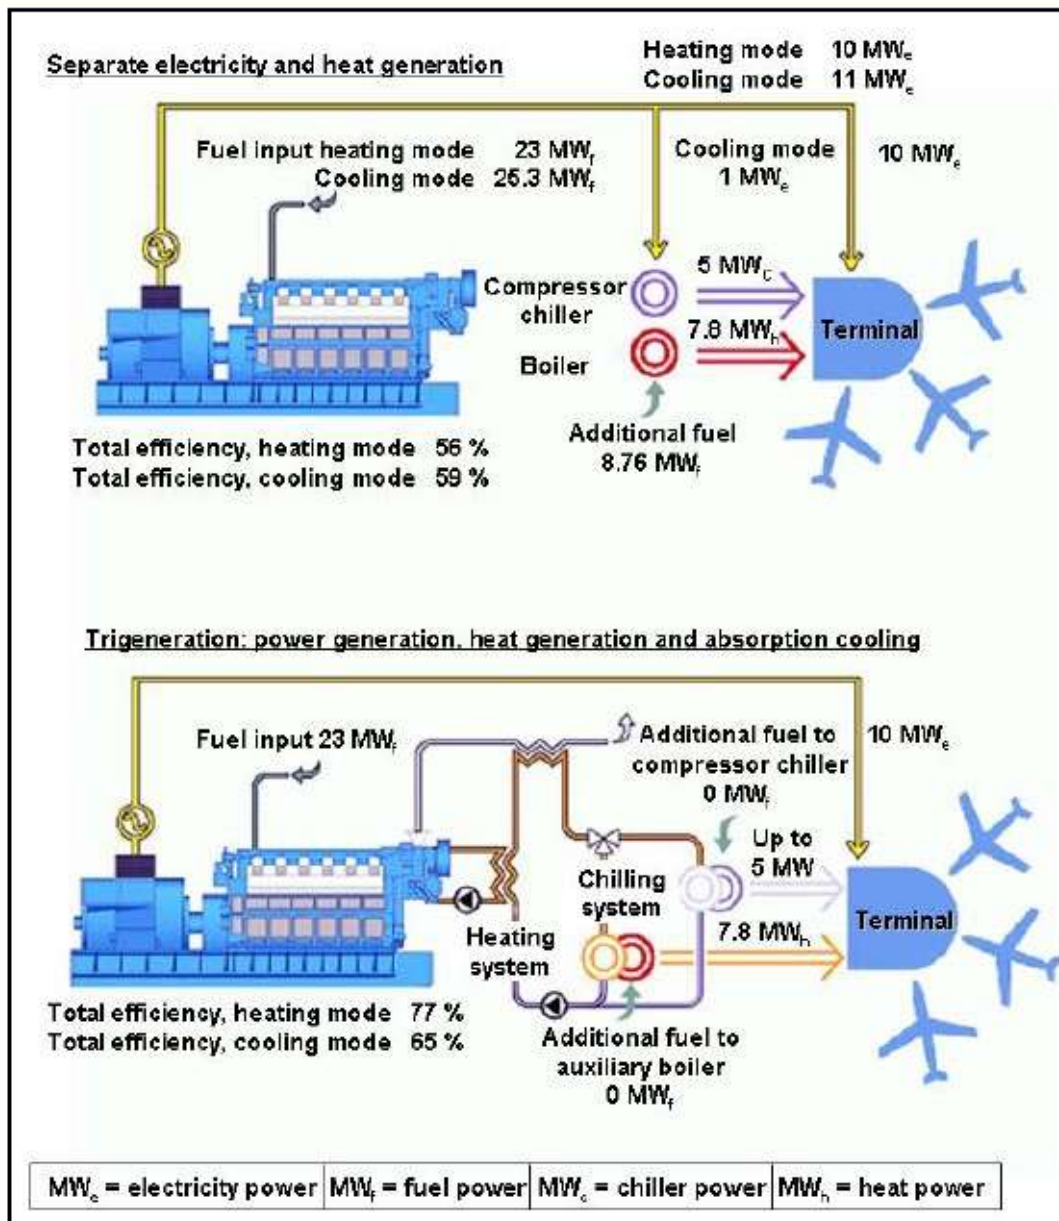 Separate electricity and heat generation
Heating mode 10 MWₑ
Cooling mode 11 MWₑ
Fuel input heating mode 23 MWf
Cooling mode 25.3 MWf
Cooling mode
1 MWₑ
10 MWₑ
Compressor
chiller
5 MWc
7.8 MWh
Boiler
Terminal
Additional fuel
8.76 MWf
Total efficiency, heating mode 56 %
Total efficiency, cooling mode 59 %
Trigeneration: power generation, heat generation and absorption cooling
Fuel input 23 MWf
Additional fuel to
compressor chiller
0 MWf
10 MWₑ
Up to
5 MW
Chilling
system
Heating
system
7.8 MWh
Terminal
Total efficiency, heating mode 77 %
Total efficiency, cooling mode 65 %
Additional fuel to
auxiliary boiler
0 MWf
MWₑ = electricity power MWf = fuel power MWc = chiller power MWh = heat power